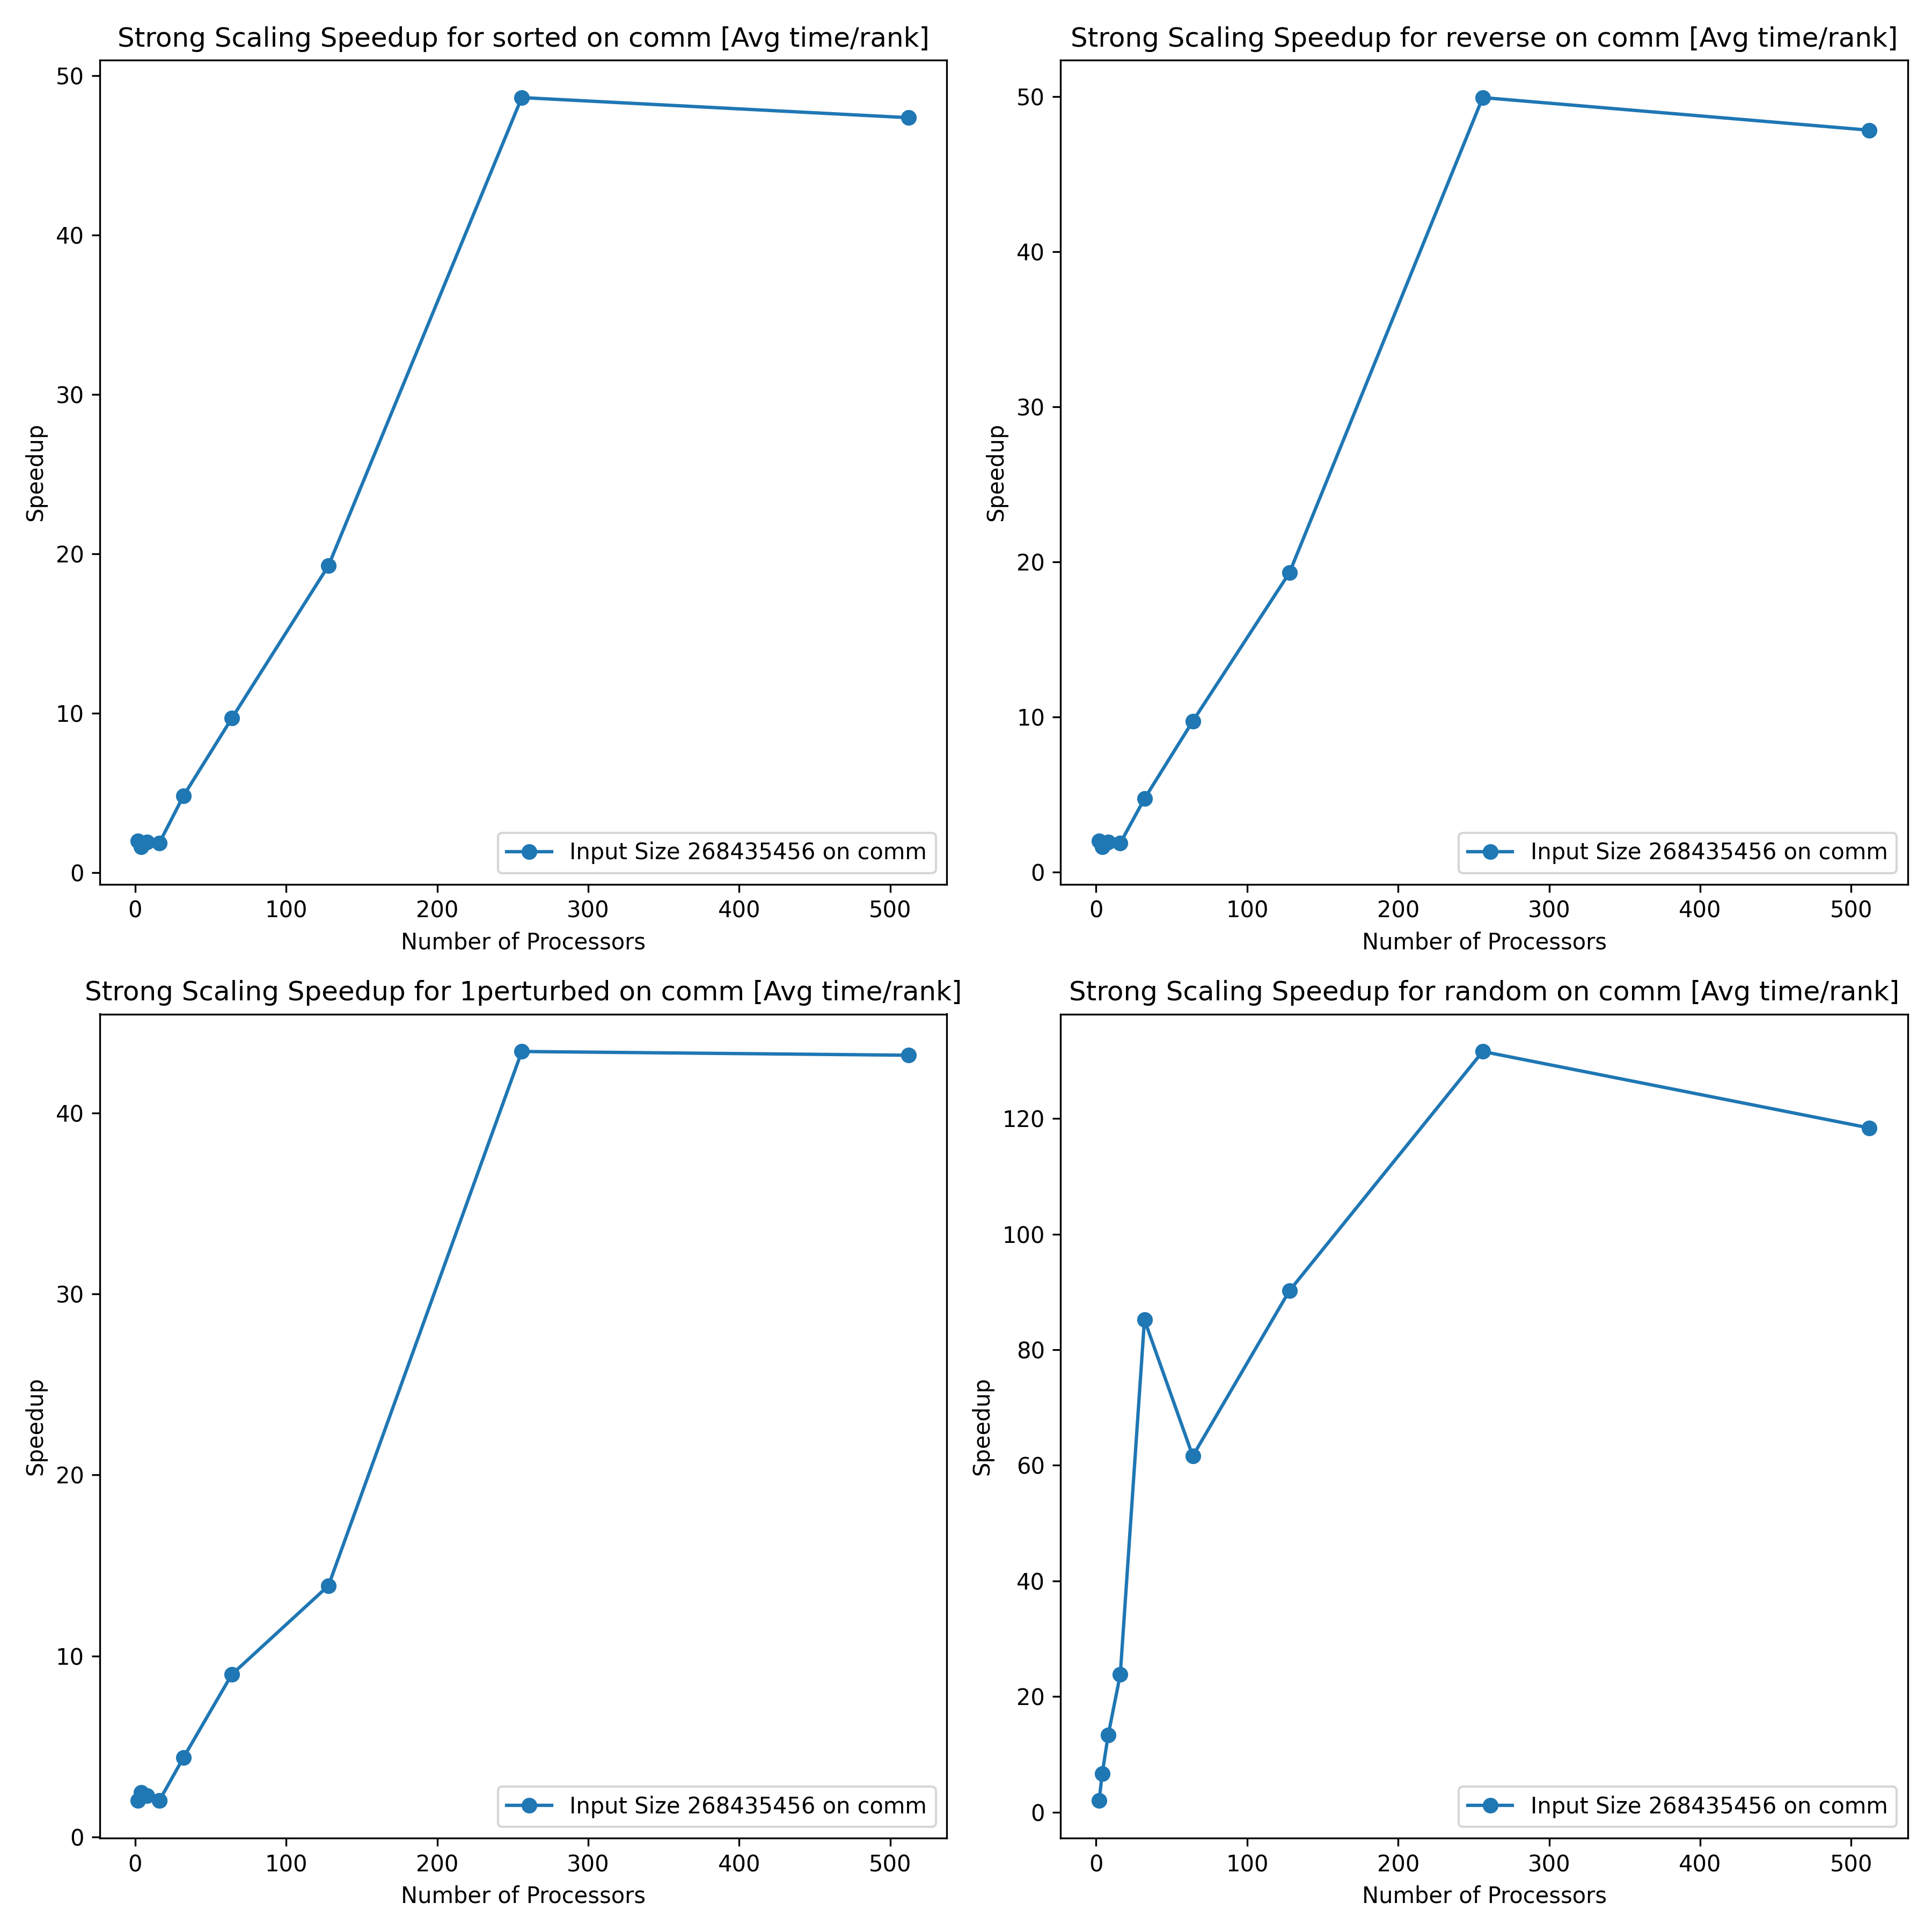 Strong Scaling Speedup for sorted on comm [Avg time/rank]
50
40
30
20
10
0
Speedup
0 100 200 300 400 500
Number of Processors
Input Size 268435456 on comm
Strong Scaling Speedup for reverse on comm [Avg time/rank]
50
40
30
20
10
0
Speedup
0 100 200 300 400 500
Number of Processors
Input Size 268435456 on comm
Strong Scaling Speedup for 1perturbed on comm [Avg time/rank]
40
30
20
10
0
Speedup
0 100 200 300 400 500
Number of Processors
Input Size 268435456 on comm
Strong Scaling Speedup for random on comm [Avg time/rank]
120
100
80
60
40
20
0
Speedup
0 100 200 300 400 500
Number of Processors
Input Size 268435456 on comm